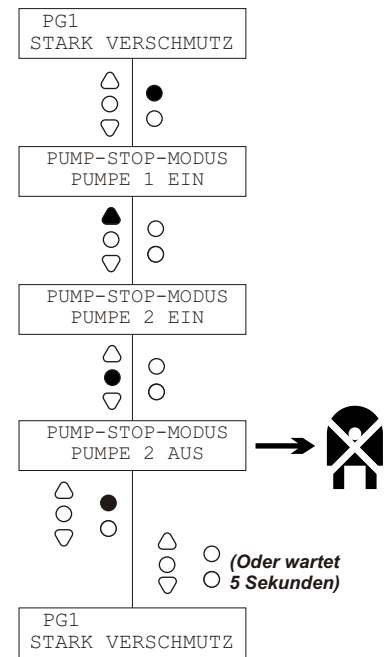 PG1
STARK VERSCHMUTZ
PUMP-STOP-MODUS
PUMPE 1 EIN
PUMP-STOP-MODUS
PUMPE 2 EIN
PUMP-STOP-MODUS
PUMPE 2 AUS
(Oder wartet
5 Sekunden)
PG1
STARK VERSCHMUTZ